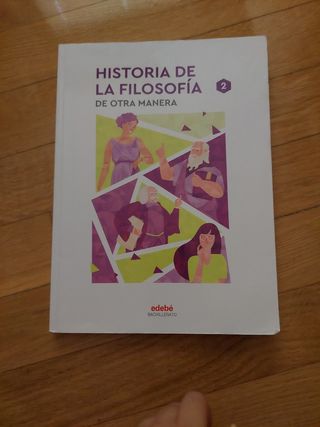 HISTORIA DE
LA FILOSOFÍA 2
DE OTRA MANERA
edebé
BACHILLERATO